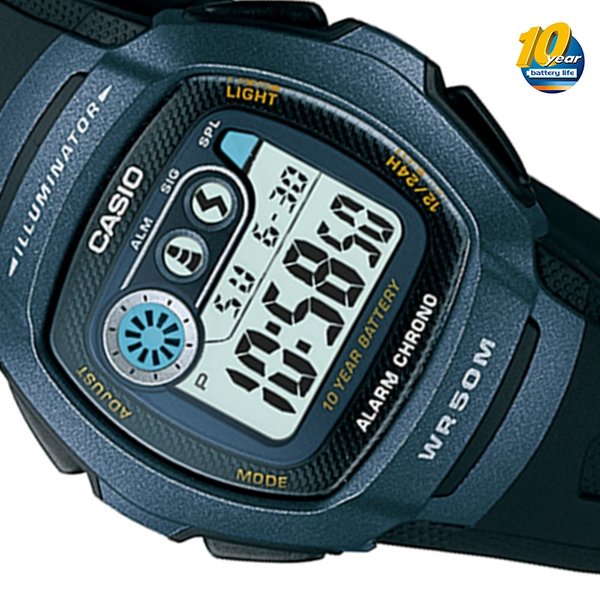 10 year
battery life
LIGHT
12/24H
ILLUMINATOR
CASIO
ALM SIG SPL
SU 6-30
P 10:58 50
10 YEAR BATTERY
ALARM CHRONO
WR50M
ADJUST
MODE